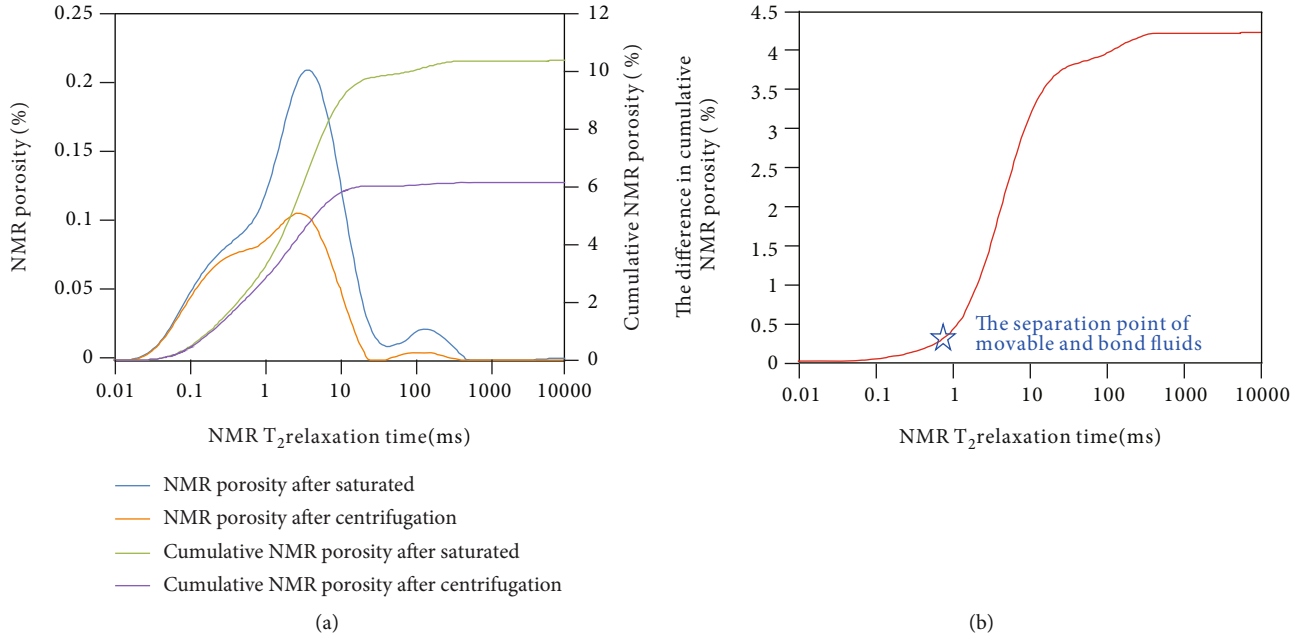 0.25
0.2
0.15
0.1
0.05
0
NMR porosity (%)
12
10
8
6
4
2
0
Cumulative NMR porosity ( %)
0.01 0.1 1 10 100 1000 10000
NMR T2relaxation time(ms)
NMR porosity after saturated
NMR porosity after centrifugation
Cumulative NMR porosity after saturated
Cumulative NMR porosity after centrifugation
(a)
4.5
4
3.5
3
2.5
2
1.5
1
0.5
0
The difference in cumulative
NMR porosity ( %)
The separation point of
movable and bond fluids
0.01 0.1 1 10 100 1000 10000
NMR T2relaxation time(ms)
(b)